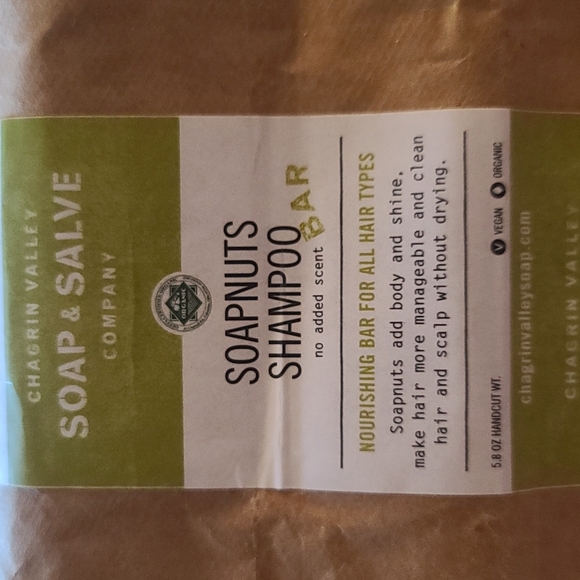 CHAGRIN VALLEY
SOAP & SALVE
COMPANY
ORGANIC
SOAPNUTS
SHAMPOO
BAR
no added scent
NOURISHING BAR FOR ALL HAIR TYPES
Soapnuts add body and shine,
make hair more manageable and clean
hair and scalp without drying.
5.8 OZ HANDCUT WT.
V VEGAN ORGANIC
chagrinvalleysoap.com
CHAGRIN VALLEY